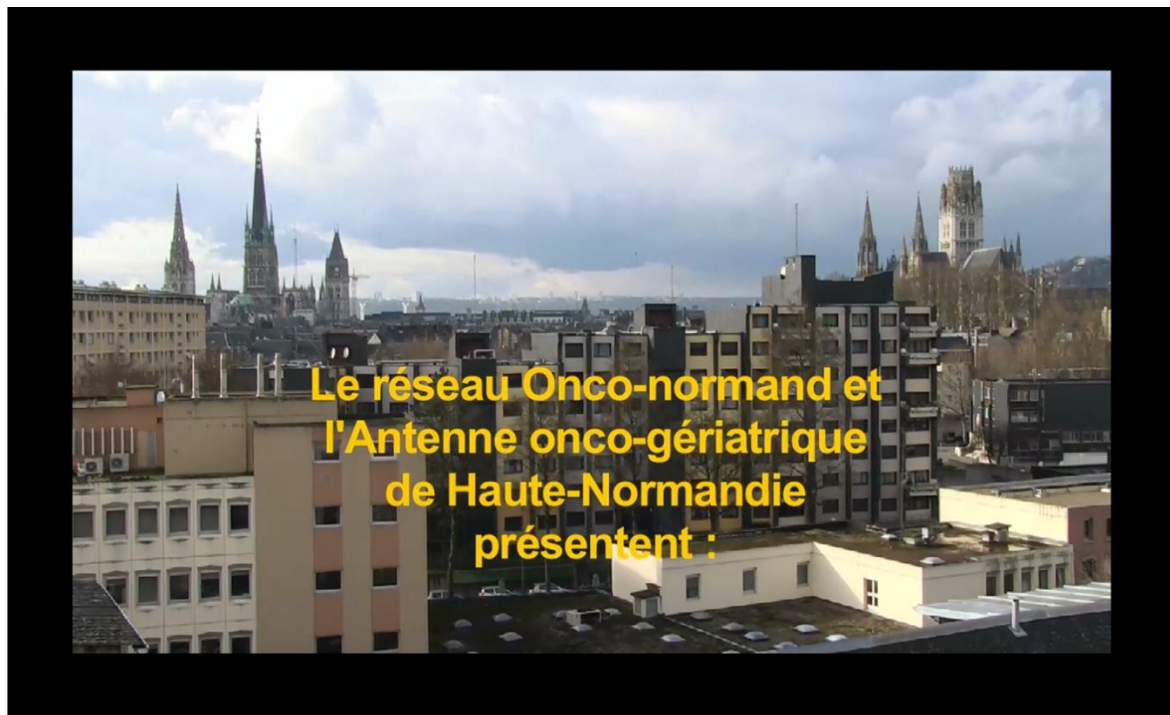 Le réseau Onco-normand et
l'Antenne onco-gériatrique
de Haute-Normandie
présentent :